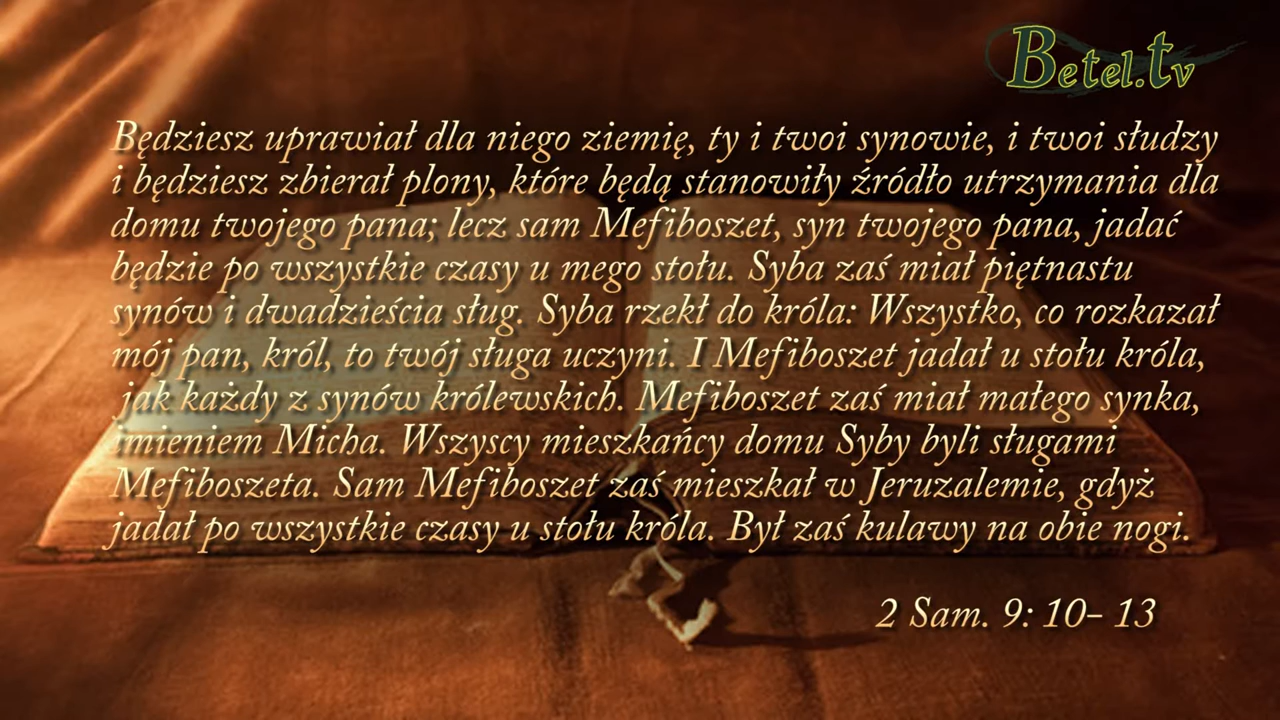 Betel.tv
Będziesz uprawiał dla niego ziemię, ty i twoi synowie, i twoi słudzy
i będziesz zbierał plony, które będą stanowiły źródło utrzymania dla
domu twojego pana; lecz sam Mefiboszet, syn twojego pana, jadać
będzie po wszystkie czasy u mego stołu. Syba zaś miał piętnastu
synów i dwadzieścia sług. Syba rzekł do króla: Wszystko, co rozkazał
mój pan, król, to twój sługa uczyni. I Mefiboszet jadał u stołu króla,
jak każdy z synów królewskich. Mefiboszet zaś miał małego synka,
imieniem Micha. Wszyscy mieszkańcy domu Syby byli sługami
Mefiboszeta. Sam Mefiboszet zaś mieszkał w Jeruzalemie, gdyż
jadał po wszystkie czasy u stołu króla. Był zaś kulawy na obie nogi.
2 Sam. 9: 10- 13